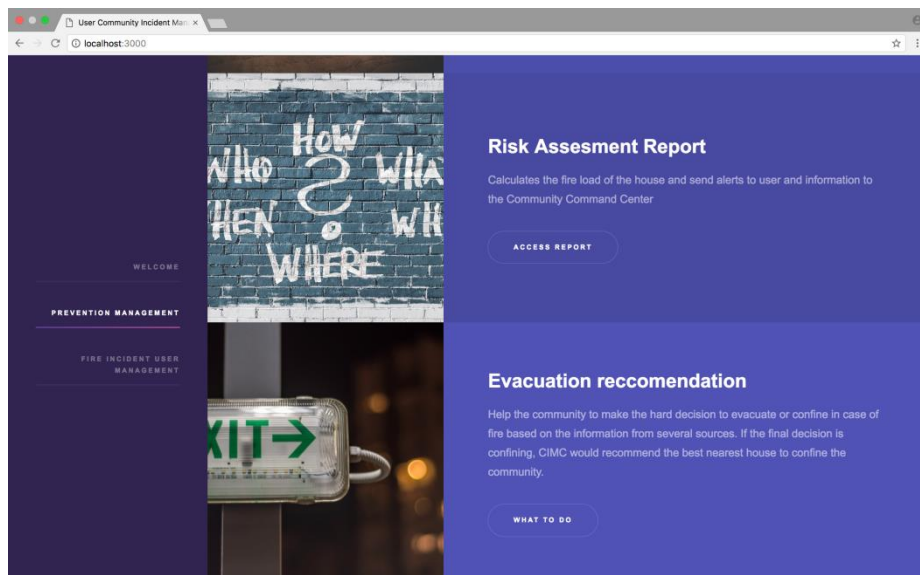 User Community Incident Man
localhost:3000
WELCOME
PREVENTION MANAGEMENT
FIRE INCIDENT USER
MANAGEMENT
HOW
WHO ? WHA
WHEN WH
WHERE
Risk Assesment Report
Calculates the fire load of the house and send alerts to user and information to
the Community Command Center
ACCESS REPORT
XIT→
Evacuation reccomendation
Help the community to make the hard decision to evacuate or confine in case of
fire based on the information from several sources. If the final decision is
confining, CIMC would recommend the best nearest house to confine the
community.
WHAT TO DO